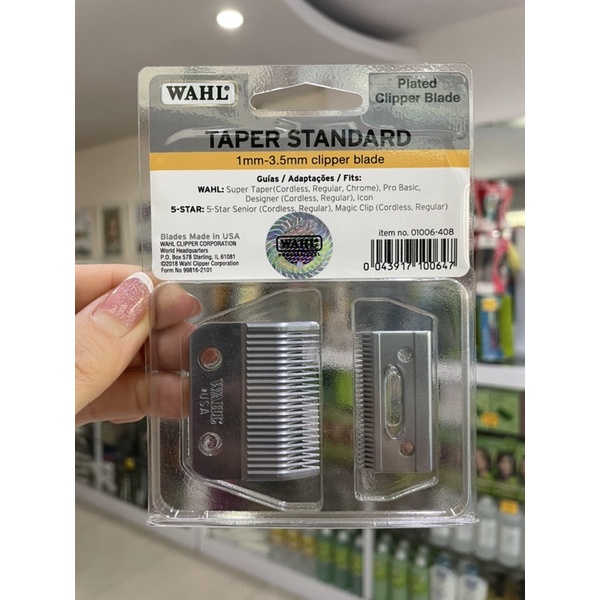 WAHL®
Plated
Clipper Blade
TAPER STANDARD
1mm-3.5mm clipper blade
Guías / Adaptações / Fits:
WAHL: Super Taper(Cordless, Regular, Chrome), Pro Basic,
Designer (Cordless, Regular), Icon
5-STAR: 5-Star Senior (Cordless, Regular), Magic Clip (Cordless, Regular)
Blades Made in USA
WAHL CLIPPER CORPORATION
World Headquarters
P.O. Box 578 Sterling, IL 61081
©2018 Wahl Clipper Corporation
Form No 99816-2101
WAHL
item no. 01006-408
0 43917 10064 7
WAHL
USA